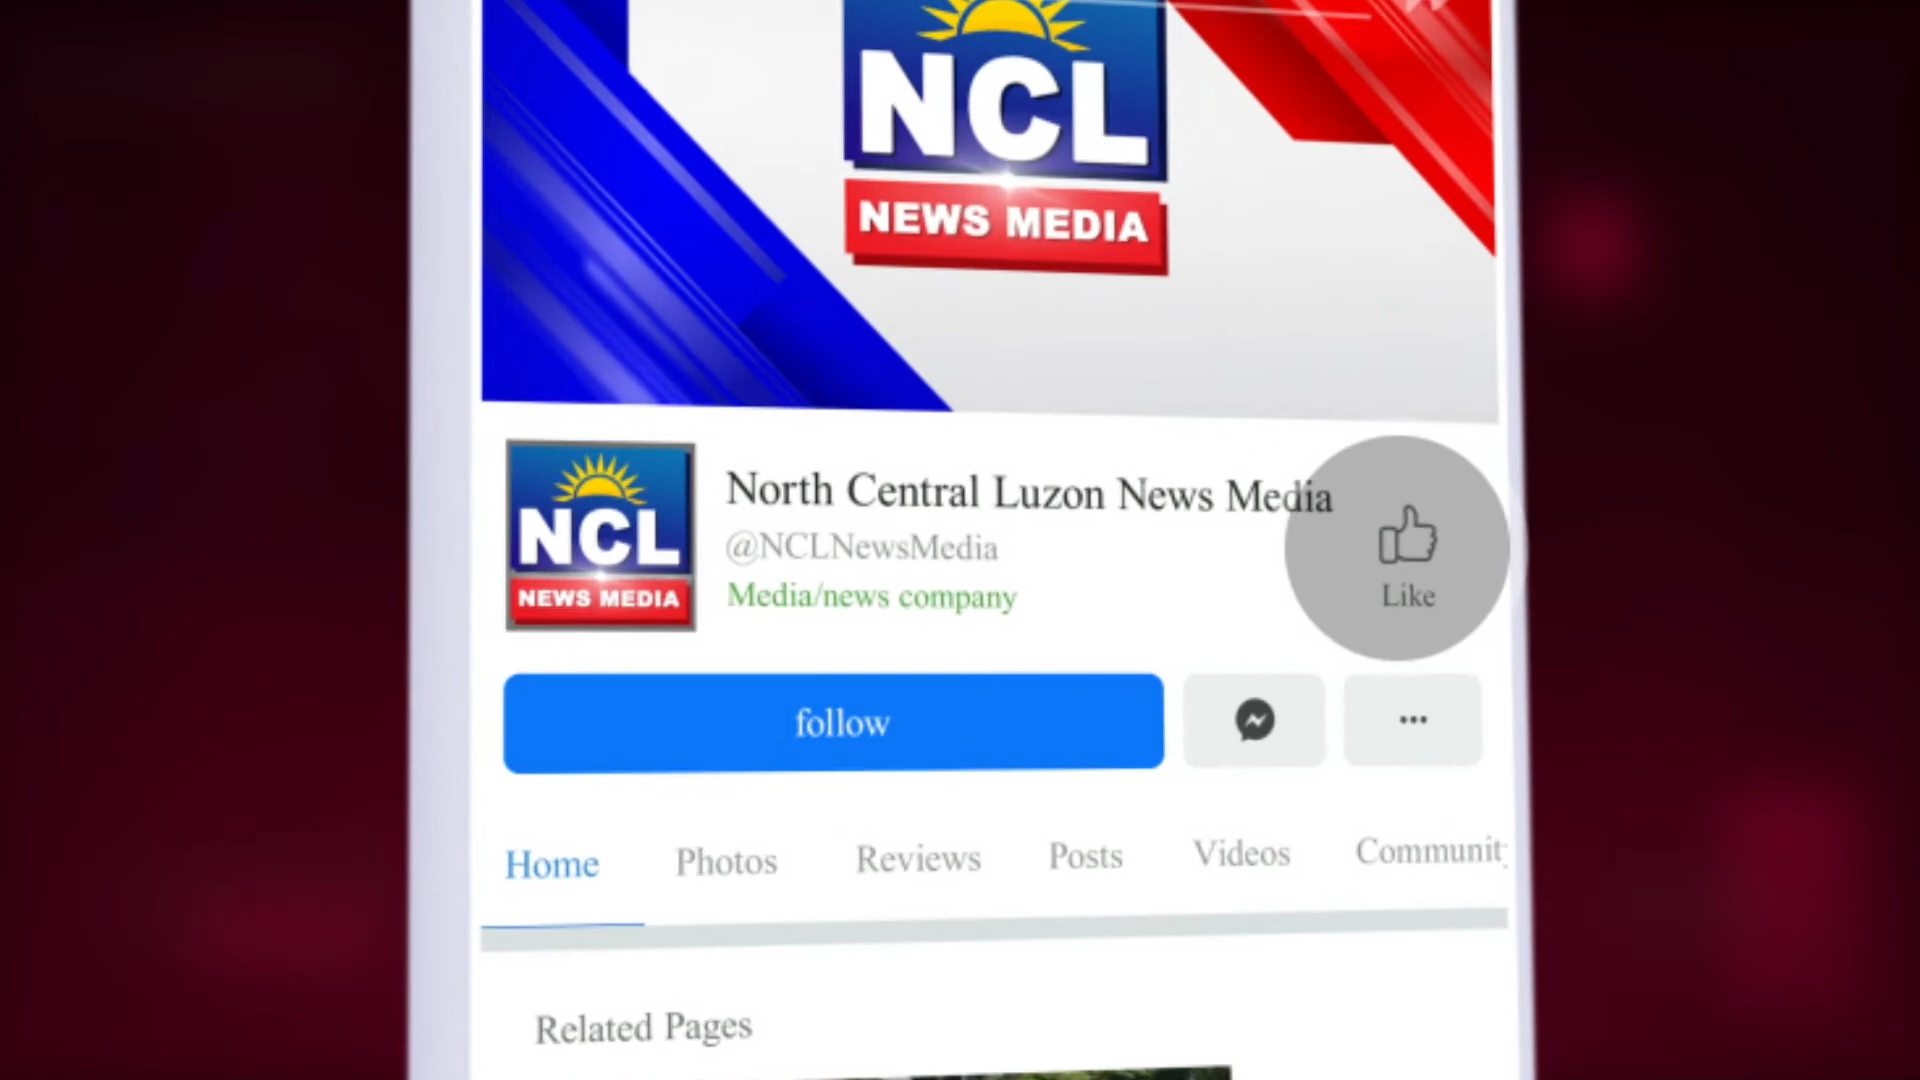 NCL
NEWS MEDIA
NCL
NEWS MEDIA
North Central Luzon News Media
@NCLNewsMedia
Media/news company
Like
follow
Home Photos Reviews Posts Videos Communit
Related Pages